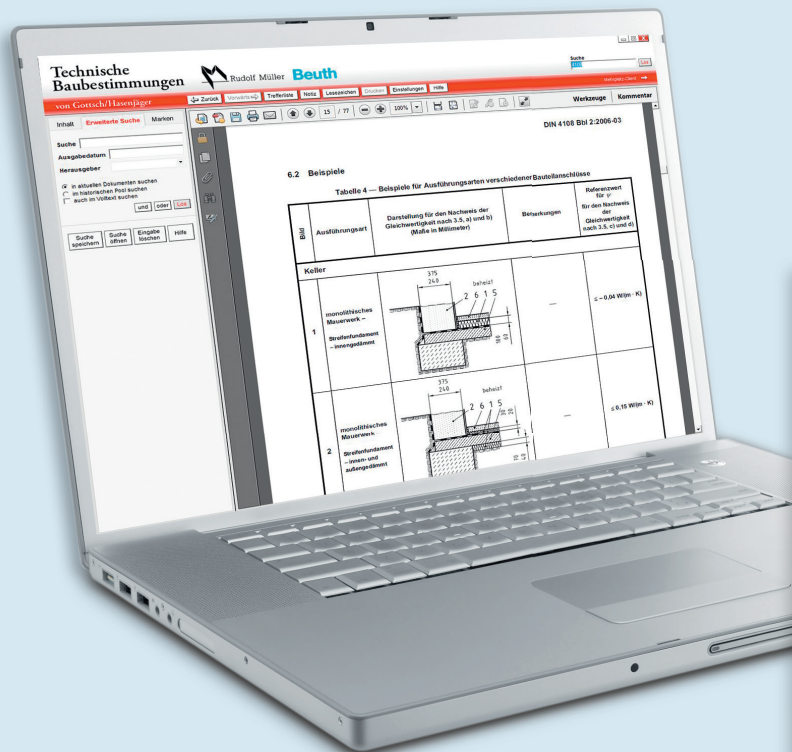 Technische
Baubestimmungen
Rudolf Müller
Beuth
Suche
Los
von Gottsch/Hasenjäger
Zurück
Vorwärts
Trefferliste
Notiz
Lesezeichen
Drucken
Einstellungen
Hilfe
Inhalt
Erweiterte Suche
Marken
15 / 77
100%
Werkzeuge
Kommentar
Suche
Ausgabedatum
Herausgeber
in aktuellen Dokumenten suchen
im historischen Pool suchen
auch im Volltext suchen
und
oder
Los
Suche speichern
Suche öffnen
Eingabe löschen
Hilfe
DIN 4108 Bbl 2:2006-03
6.2 Beispiele
Tabelle 4 — Beispiele für Ausführungsarten verschiedener Bauteilanschlüsse
Bild
Ausführungsart
Darstellung für den Nachweis der
Gleichwertigkeit nach 3.5, a) und b)
(Maße in Millimeter)
Bemerkungen
Referenzwert
für Ψ
für den Nachweis
der
Gleichwertigkeit
nach 3.5, c) und d)
Keller
1
monolithisches
Mauerwerk –
Streifenfundament
– innengedämmt
375
240
beheizt
2 6 1 5
100
60
—
≤ – 0,04 W/(m · K)
2
monolithisches
Mauerwerk
Streifenfundament
– innen- und
außengedämmt
375
240
beheizt
2 6 1 5
30
20
70
40
—
≤ 0,15 W/(m · K)